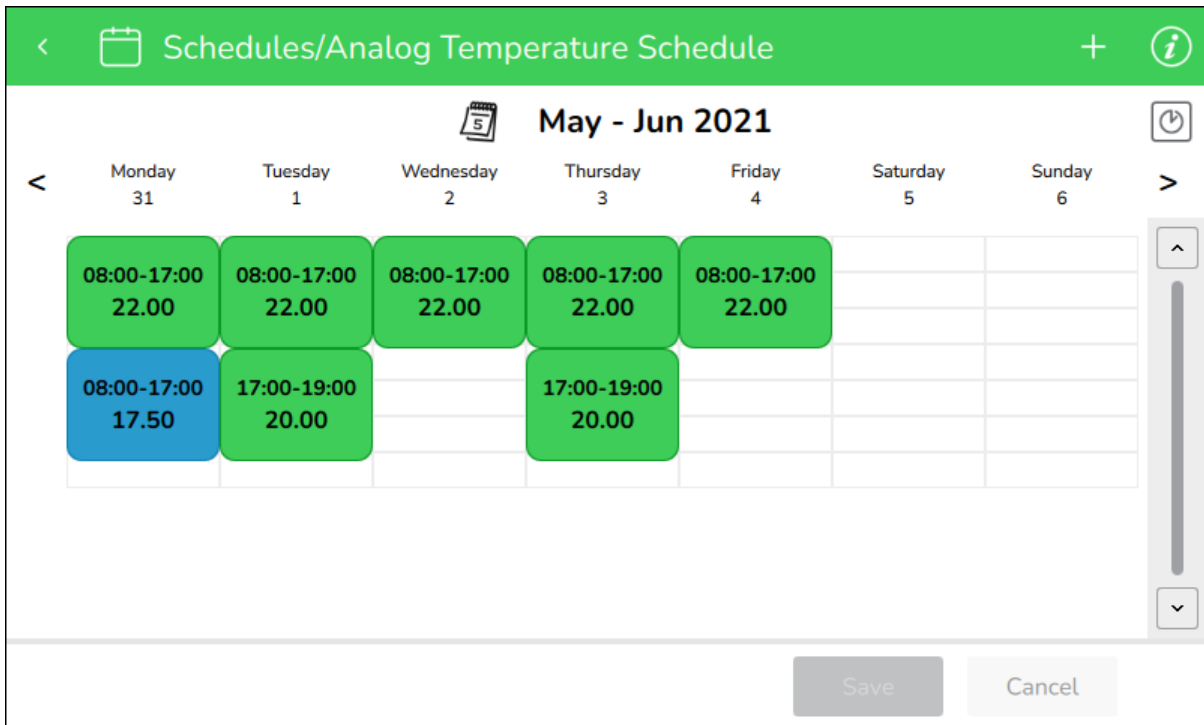 Schedules/Analog Temperature Schedule
5 May - Jun 2021
Monday Tuesday Wednesday Thursday Friday Saturday Sunday
31 1 2 3 4 5 6
08:00-17:00 08:00-17:00 08:00-17:00 08:00-17:00 08:00-17:00
22.00 22.00 22.00 22.00 22.00
08:00-17:00 17:00-19:00 17:00-19:00
17.50 20.00 20.00
Save Cancel